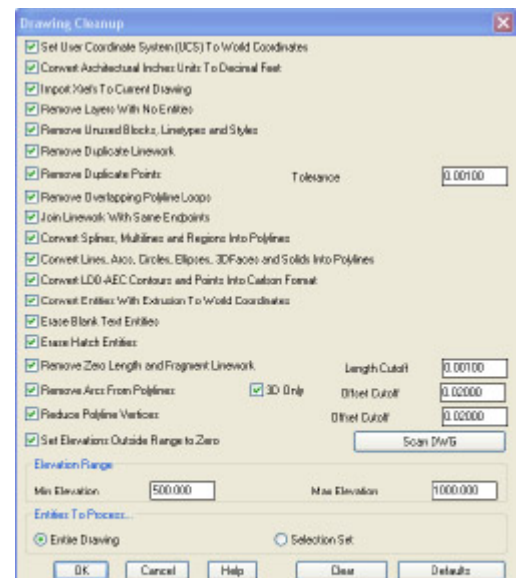 Drawing Cleanup
Set User Coordinate System (UCS) To World Coordinates
Convert Architectural Inches Units To Decimal Feet
Import Xrefs To Current Drawing
Remove Layers With No Entities
Remove Unused Blocks, Linetypes and Styles
Remove Duplicate Linework
Remove Duplicate Points Tolerance 0.00100
Remove Overlapping Polyline Loops
Join Linework With Same Endpoints
Convert Splines, Multilines and Regions Into Polylines
Convert Lines, Arcs, Circles, Ellipses, 3DFaces and Solids Into Polylines
Convert LDD-AEC Contours and Points Into Carlson Format
Convert Entities With Extrusion To World Coordinates
Erase Blank Text Entities
Erase Hatch Entities
Remove Zero Length and Fragment Linework Length Cutoff 0.00100
Remove Arcs From Polylines 3D Only Offset Cutoff 0.02000
Reduce Polyline Vertices Offset Cutoff 0.02000
Set Elevations Outside Range to Zero Scan DWG
Elevation Range
Min Elevation 500.000 Max Elevation 1000.000
Entities To Process...
Entire Drawing Selection Set
OK Cancel Help Clear Defaults